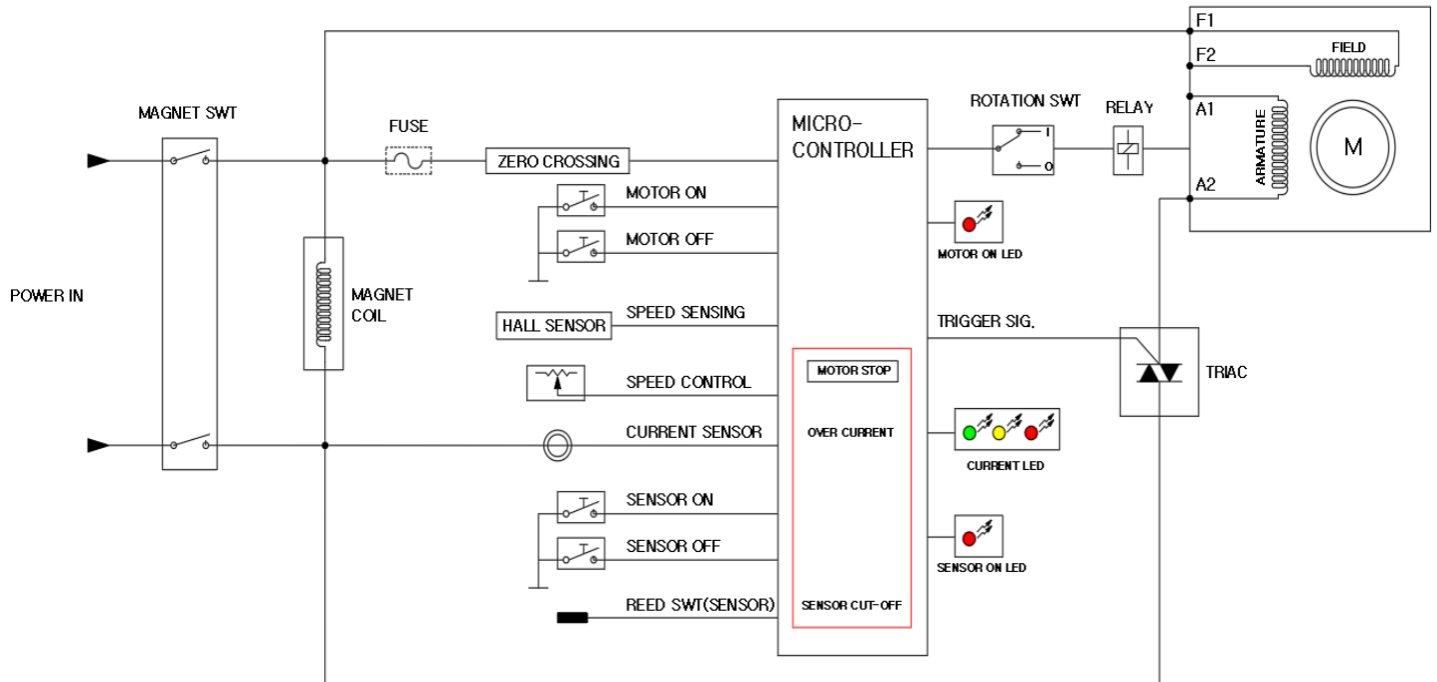 F1
F2
FIELD
MAGNET SWT
FUSE
MICRO-
CONTROLLER
ROTATION SWT
RELAY
A1
ARMATURE
M
I
O
ZERO CROSSING
MOTOR ON
A2
MOTOR OFF
MOTOR ON LED
POWER IN
MAGNET
COIL
HALL SENSOR
SPEED SENSING
TRIGGER SIG.
MOTOR STOP
TRIAC
SPEED CONTROL
CURRENT SENSOR
OVER CURRENT
CURRENT LED
SENSOR ON
SENSOR OFF
SENSOR ON LED
REED SWT(SENSOR)
SENSOR CUT-OFF